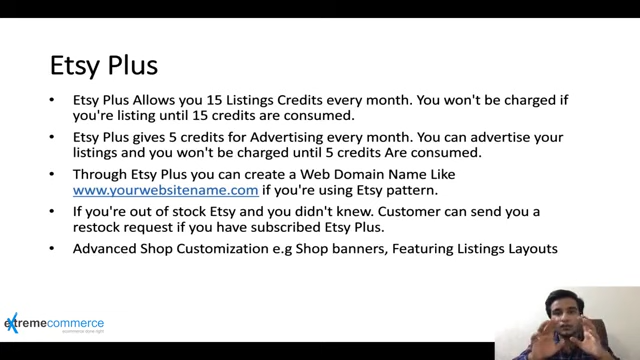 Etsy Plus
• Etsy Plus Allows you 15 Listings Credits every month. You won't be charged if
you're listing until 15 credits are consumed.
• Etsy Plus gives 5 credits for Advertising every month. You can advertise your
listings and you won't be charged until 5 credits Are consumed.
• Through Etsy Plus you can create a Web Domain Name Like
www.yourwebsitename.com if you're using Etsy pattern.
• If you're out of stock Etsy and you didn't knew. Customer can send you a
restock request if you have subscribed Etsy Plus.
• Advanced Shop Customization e.g Shop banners, Featuring Listings Layouts
extremecommerce
ecommerce done right